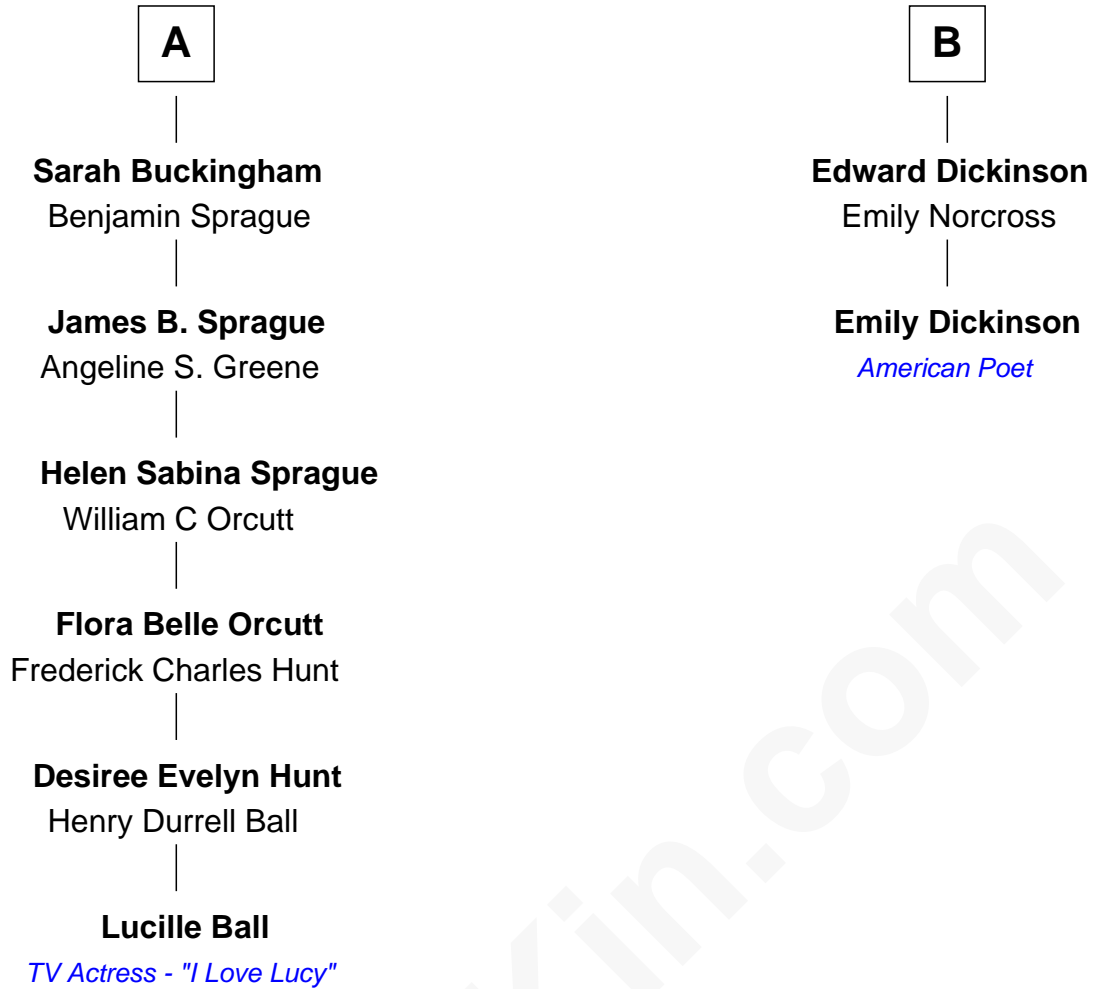 A
Sarah Buckingham
Benjamin Sprague
James B. Sprague
Angeline S. Greene
Helen Sabina Sprague
William C Orcutt
Flora Belle Orcutt
Frederick Charles Hunt
Desiree Evelyn Hunt
Henry Durrell Ball
Lucille Ball
TV Actress - "I Love Lucy"
B
Edward Dickinson
Emily Norcross
Emily Dickinson
American Poet
Kin.com